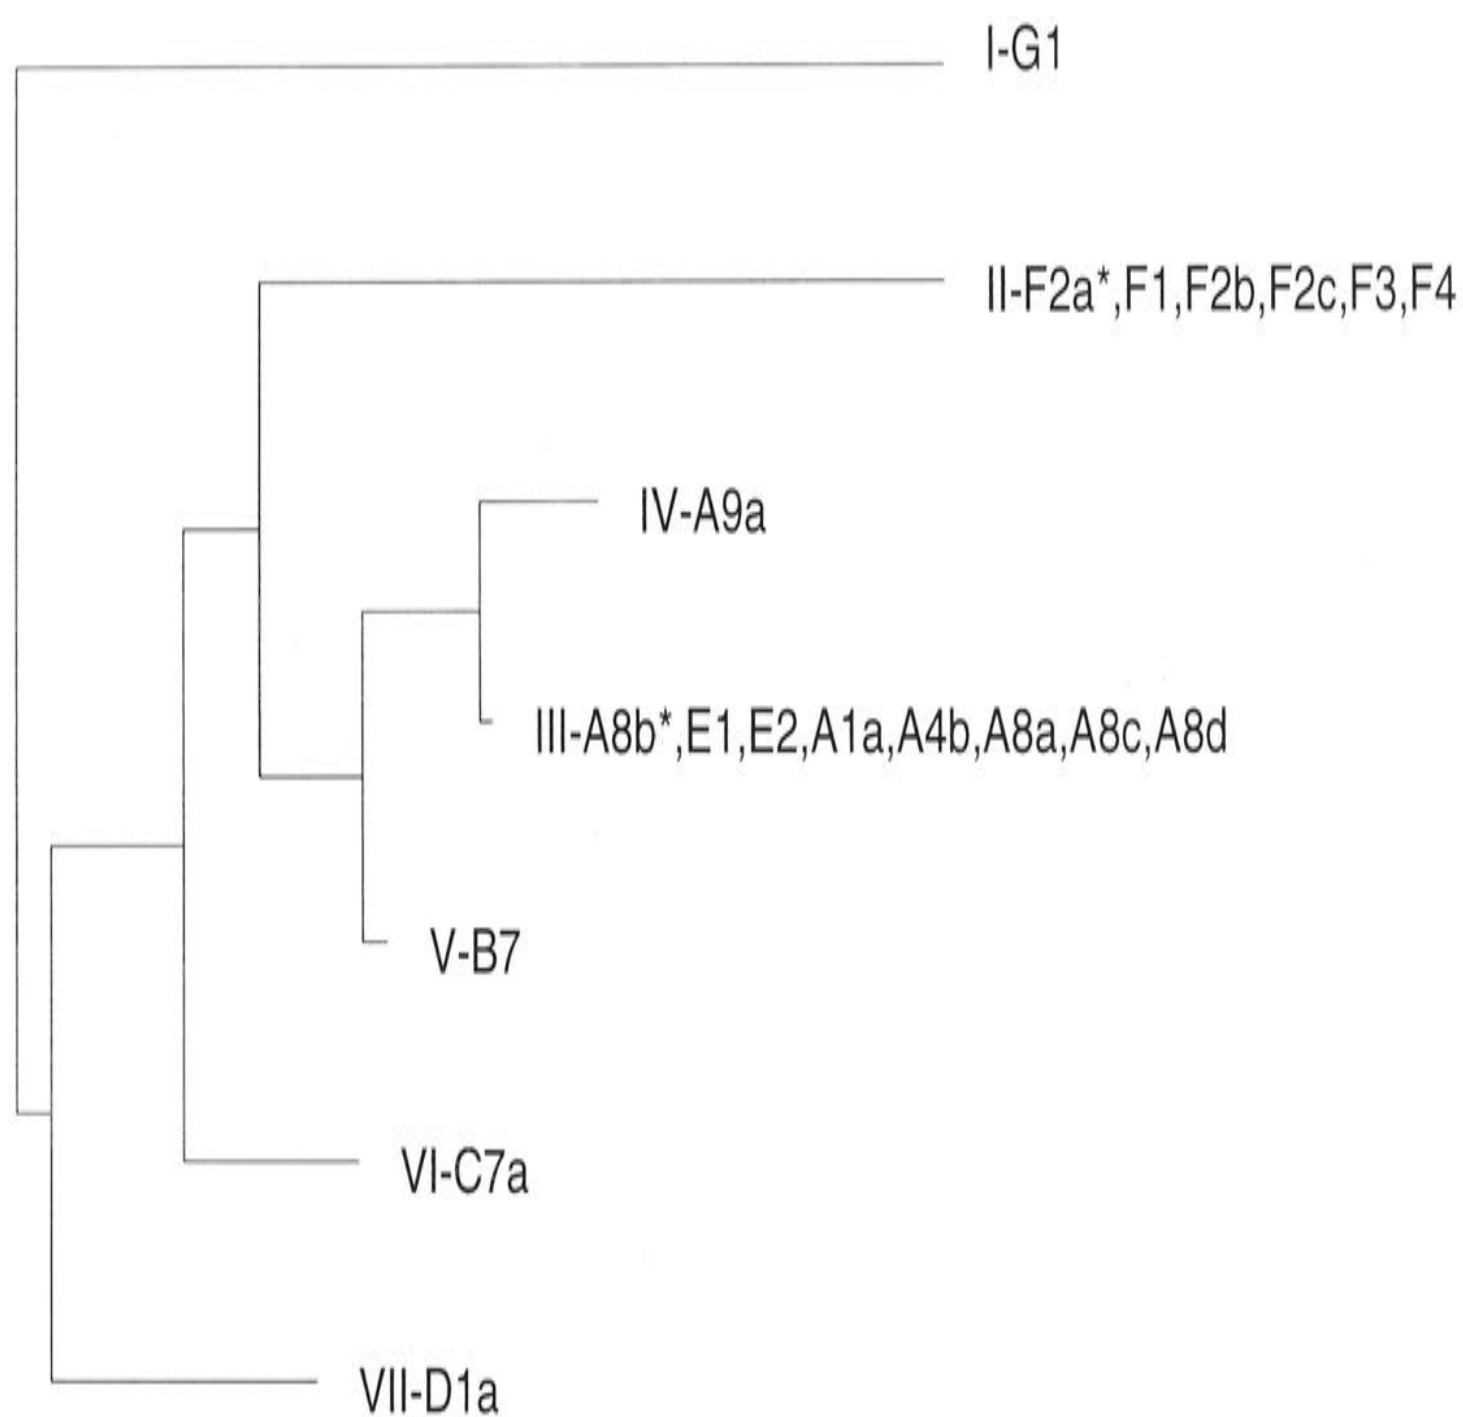 I-G1
II-F2a*,F1,F2b,F2c,F3,F4
IV-A9a
III-A8b*,E1,E2,A1a,A4b,A8a,A8c,A8d
V-B7
VI-C7a
VII-D1a